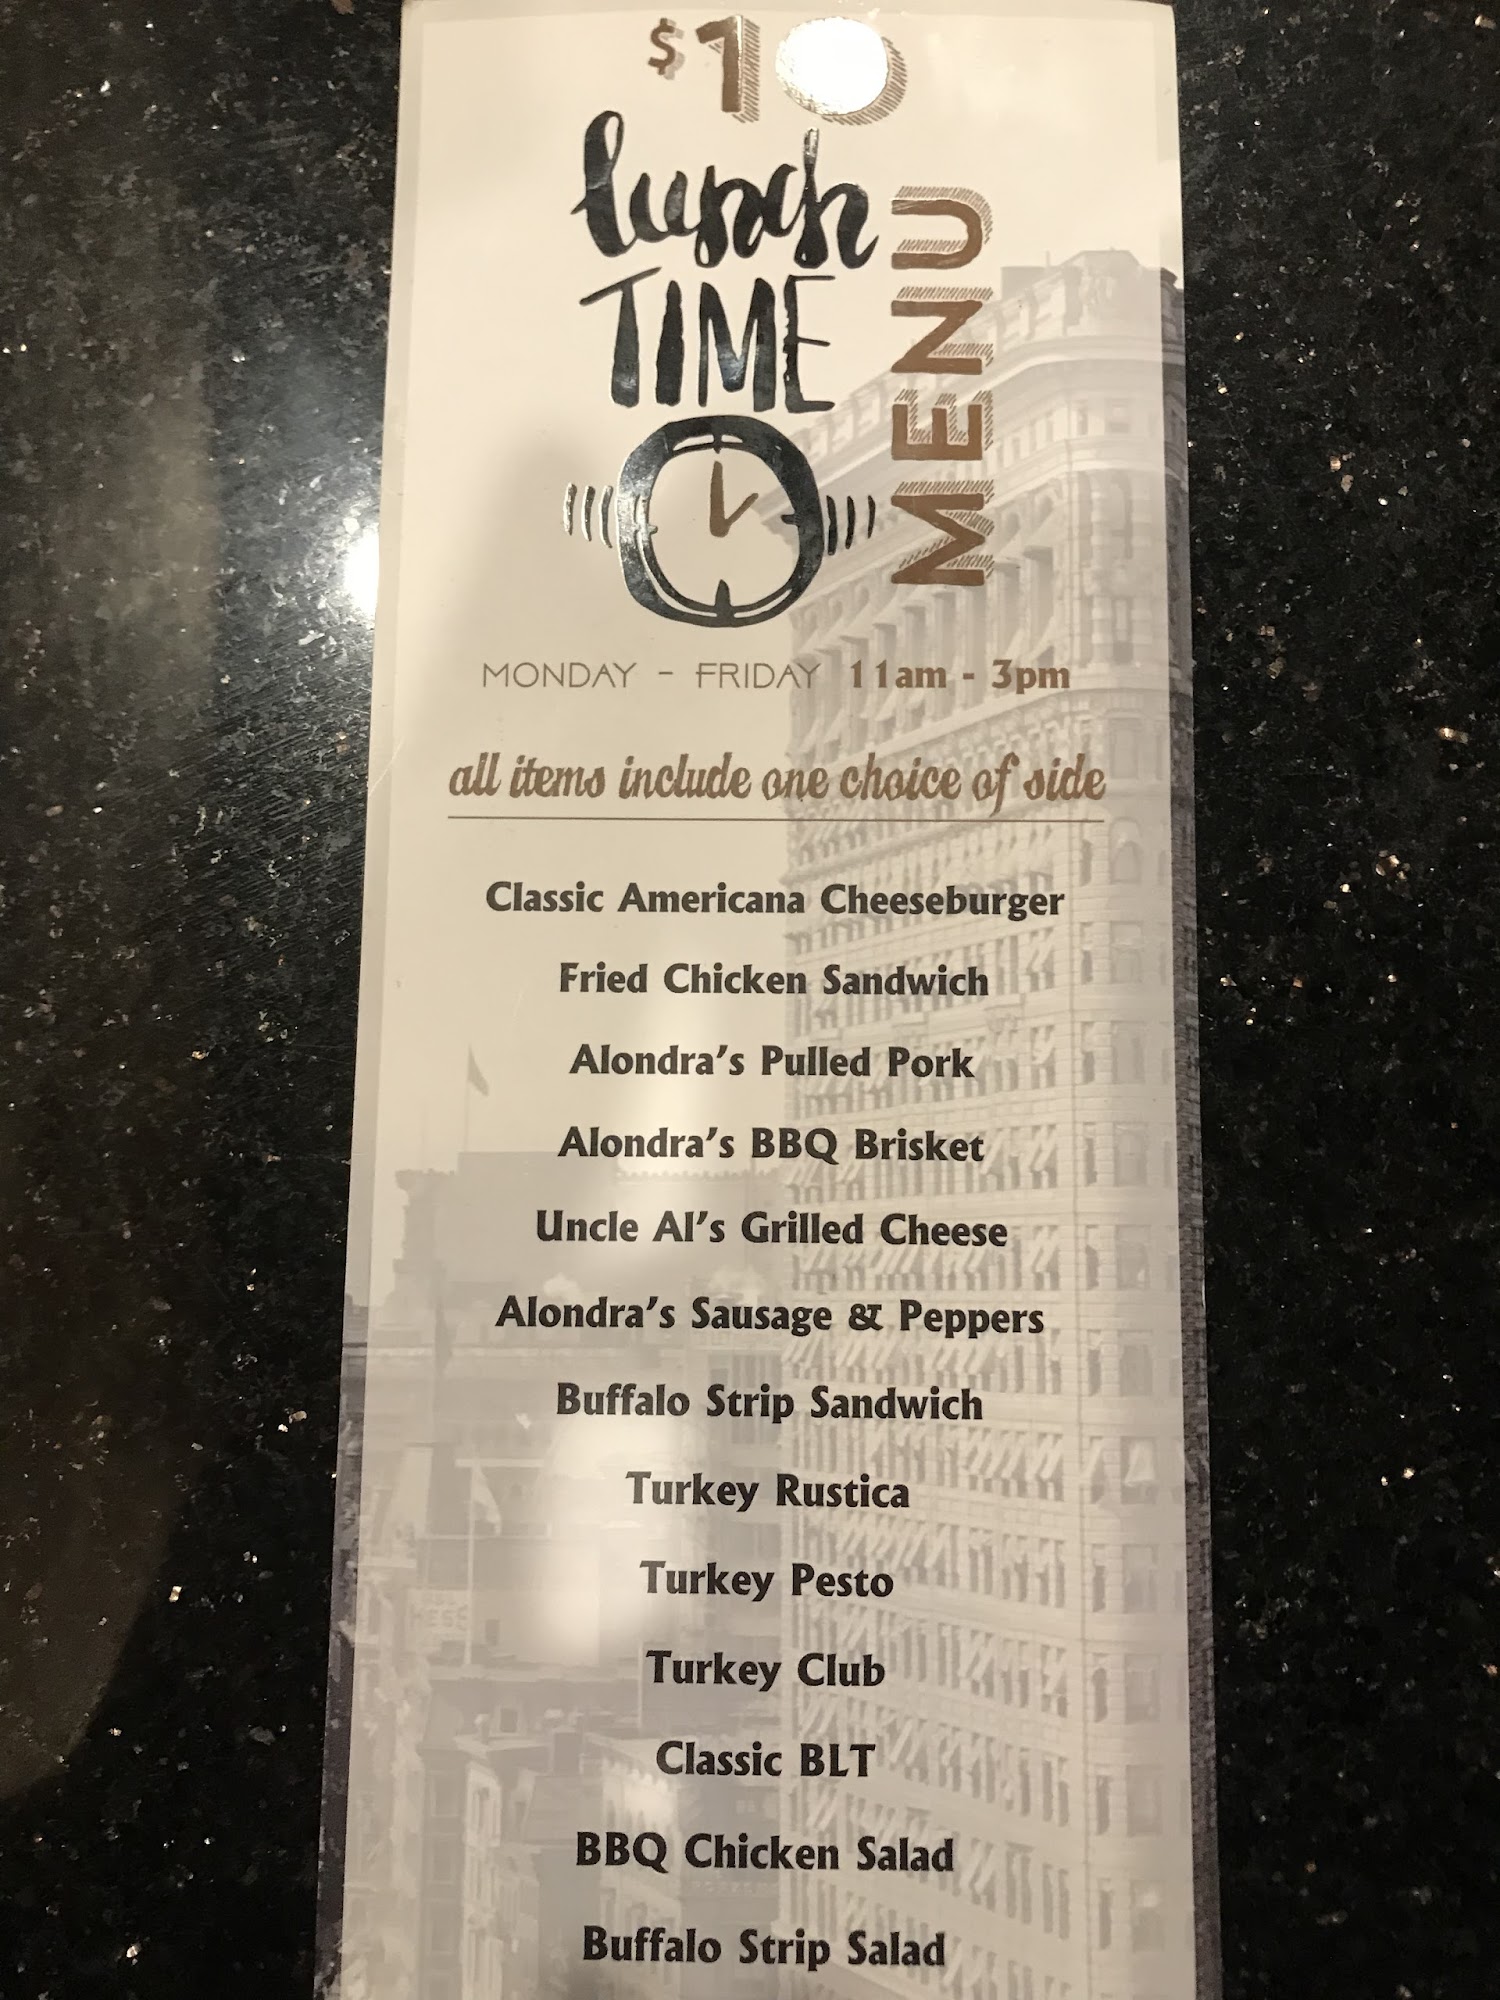 $10
lunch
TIME
MENU
MONDAY - FRIDAY 11am - 3pm
all items include one choice of side
Classic Americana Cheeseburger
Fried Chicken Sandwich
Alondra's Pulled Pork
Alondra's BBQ Brisket
Uncle Al's Grilled Cheese
Alondra's Sausage & Peppers
Buffalo Strip Sandwich
Turkey Rustica
Turkey Pesto
Turkey Club
Classic BLT
BBQ Chicken Salad
Buffalo Strip Salad